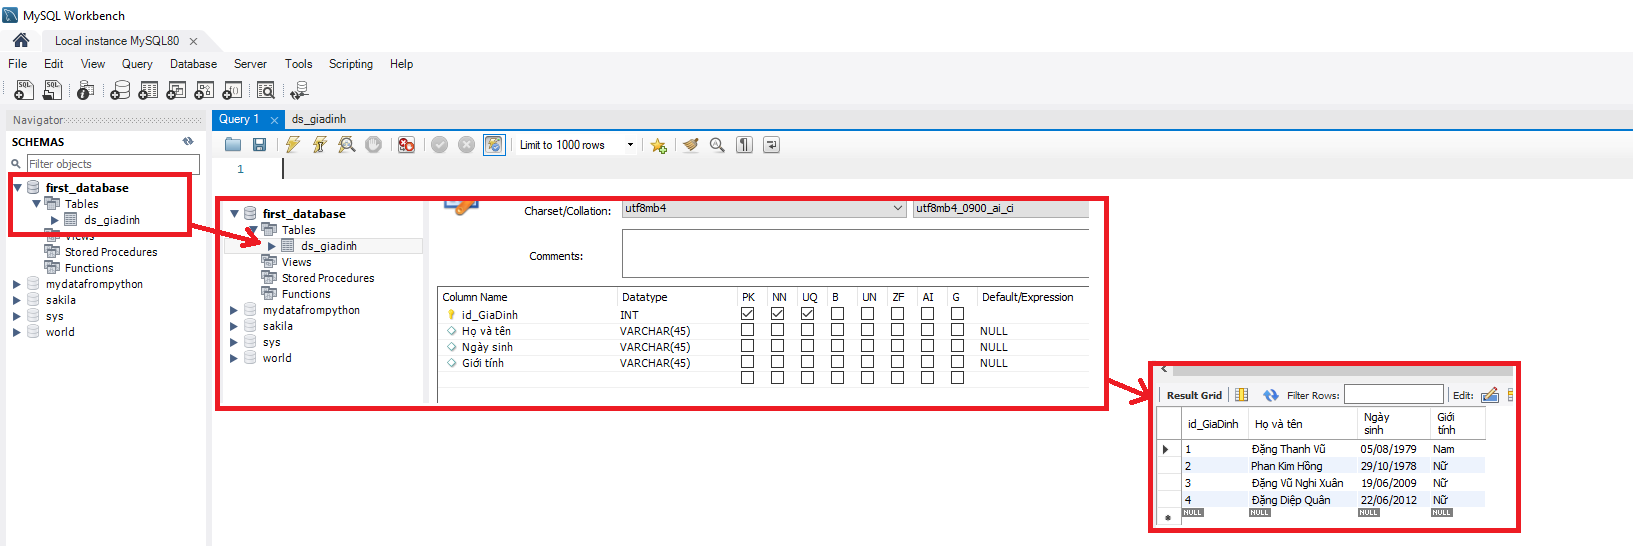 MySQL Workbench
Local instance MySQL80 ×
File Edit View Query Database Server Tools Scripting Help
Navigator
SCHEMAS
Filter objects
first_database
Tables
ds_giadinh
Views
Stored Procedures
Functions
mydatafrompython
sakila
sys
world
Query 1 ×
ds_giadinh
Limit to 1000 rows
1
first_database
Tables
ds_giadinh
Views
Stored Procedures
Functions
mydatafrompython
sakila
sys
world
Charset/Collation: utf8mb4 utf8mb4_0900_ai_ci
Comments:
Column Name Datatype PK NN UQ B UN ZF AI G Default/Expression
id_GiaDinh INT
Họ và tên VARCHAR(45) NULL
Ngày sinh VARCHAR(45) NULL
Giới tính VARCHAR(45) NULL
Result Grid Filter Rows: Edit:
id_GiaDinh Họ và tên Ngày sinh Giới tính
1 Đặng Thanh Vũ 05/08/1979 Nam
2 Phan Kim Hồng 29/10/1978 Nữ
3 Đặng Vũ Nghi Xuân 19/06/2009 Nữ
4 Đặng Diệp Quân 22/06/2012 Nữ
NULL NULL NULL NULL